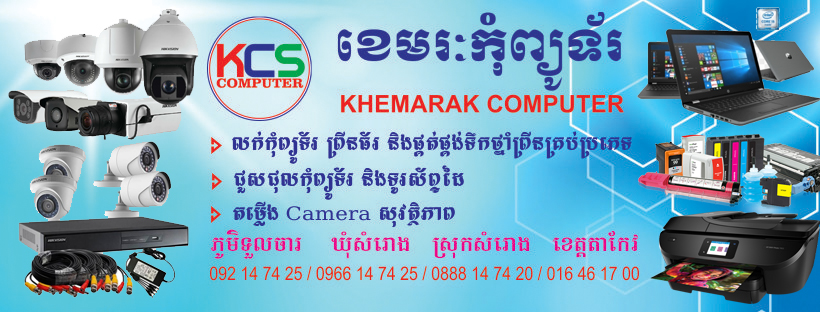 KCS
COMPUTER
ខេមរៈកុំព្យូទ័រ
KHEMARAK COMPUTER
លក់កុំព្យូទ័រ ព្រីនធ័រ និងផ្គត់ផ្គង់ទឹកថ្នាំព្រីនគ្រប់ប្រភេទ
ជួសជុលកុំព្យូទ័រ និងទូរស័ព្ទដៃ
តម្លើង Camera សុវត្ថិភាព
ភូមិទួលចារ ឃុំសំរោង ស្រុកសំរោង ខេត្តតាកែវ
092 14 74 25 / 0966 14 74 25 / 0888 14 74 20 / 016 46 17 00